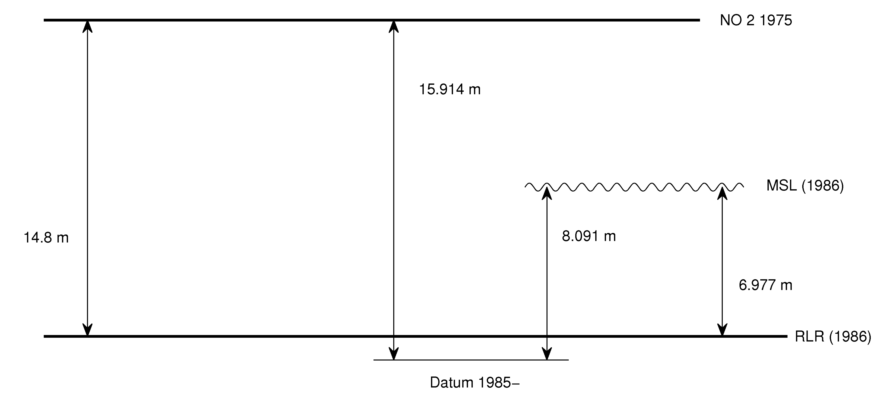 NO 2 1975
15.914 m
MSL (1986)
14.8 m
8.091 m
6.977 m
RLR (1986)
Datum 1985−